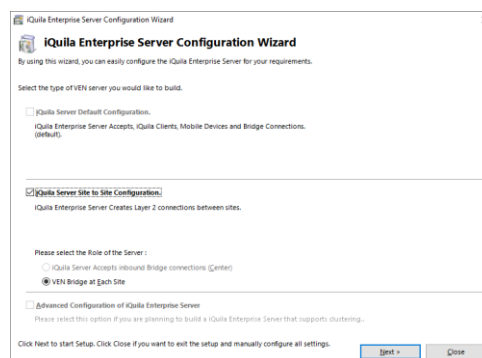 iQuila Enterprise Server Configuration Wizard
iQuila Enterprise Server Configuration Wizard
By using this wizard, you can easily configure the iQuila Enterprise Server for your requirements.
Select the type of VEN server you would like to build.
iQuila Server Default Configuration.
iQuila Enterprise Server Accepts, iQuila Clients, Mobile Devices and Bridge Connections.
(default).
iQuila Server Site to Site Configuration.
iQuila Enterprise Server Creates Layer 2 connections between sites.
Please select the Role of the Server :
iQuila Server Accepts inbound Bridge connections (Center)
VEN Bridge at Each Site
Advanced Configuration of iQuila Enterprise Server
Please select this option if you are planning to build a iQuila Enterprise Server that supports clustering..
Click Next to start Setup. Click Close if you want to exit the setup and manually configure all settings.
Next >
Close